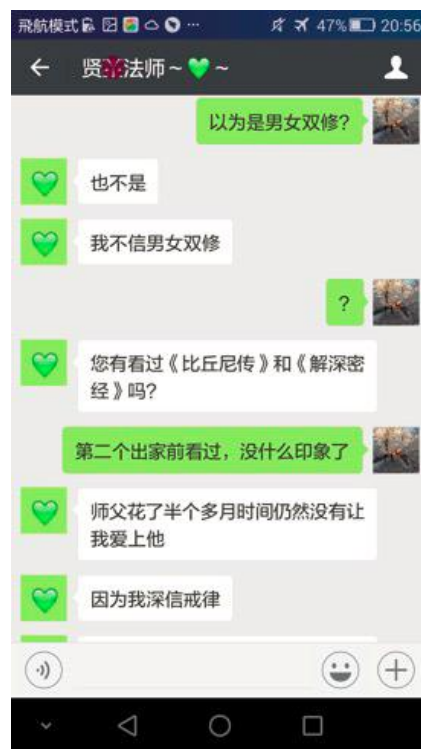 飛航模式
47%
20:56
贤法师~💚~
以为是男女双修?
也不是
我不信男女双修
?
您有看过《比丘尼传》和《解深密
经》吗?
第二个出家前看过，没什么印象了
师父花了半个多月时间仍然没有让
我爱上他
因为我深信戒律